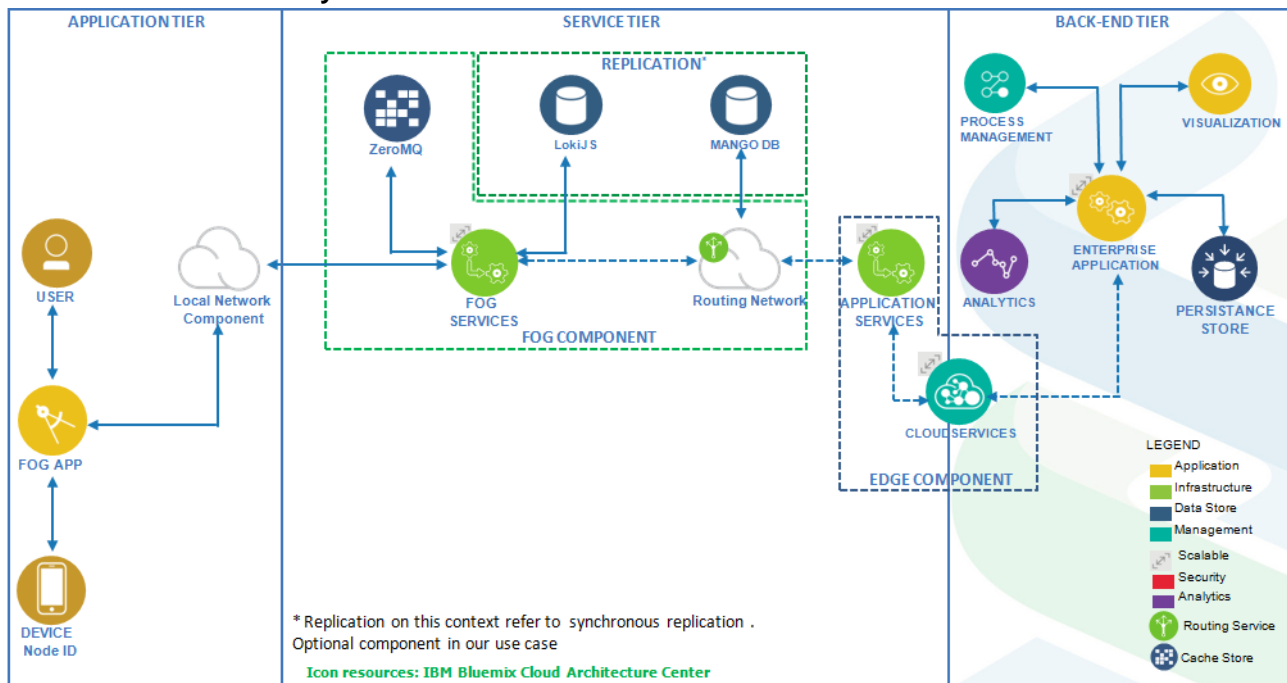 APPLICATION TIER
SERVICE TIER
BACK-END TIER
REPLICATION*
ZeroMQ
LokiJS
MANGO DB
PROCESS
MANAGEMENT
VISUALIZATION
USER
Local Network
Component
FOG
SERVICES
Routing Network
APPLICATION
SERVICES
ANALYTICS
ENTERPRISE
APPLICATION
PERSISTANCE
STORE
FOG COMPONENT
FOG APP
CLOUDSERVICES
EDGE COMPONENT
DEVICE
Node ID
LEGEND
Application
Infrastructure
Data Store
Management
Scalable
Security
Analytics
Routing Service
Cache Store
* Replication on this context refer to synchronous replication .
Optional component in our use case
Icon resources: IBM Bluemix Cloud Architecture Center